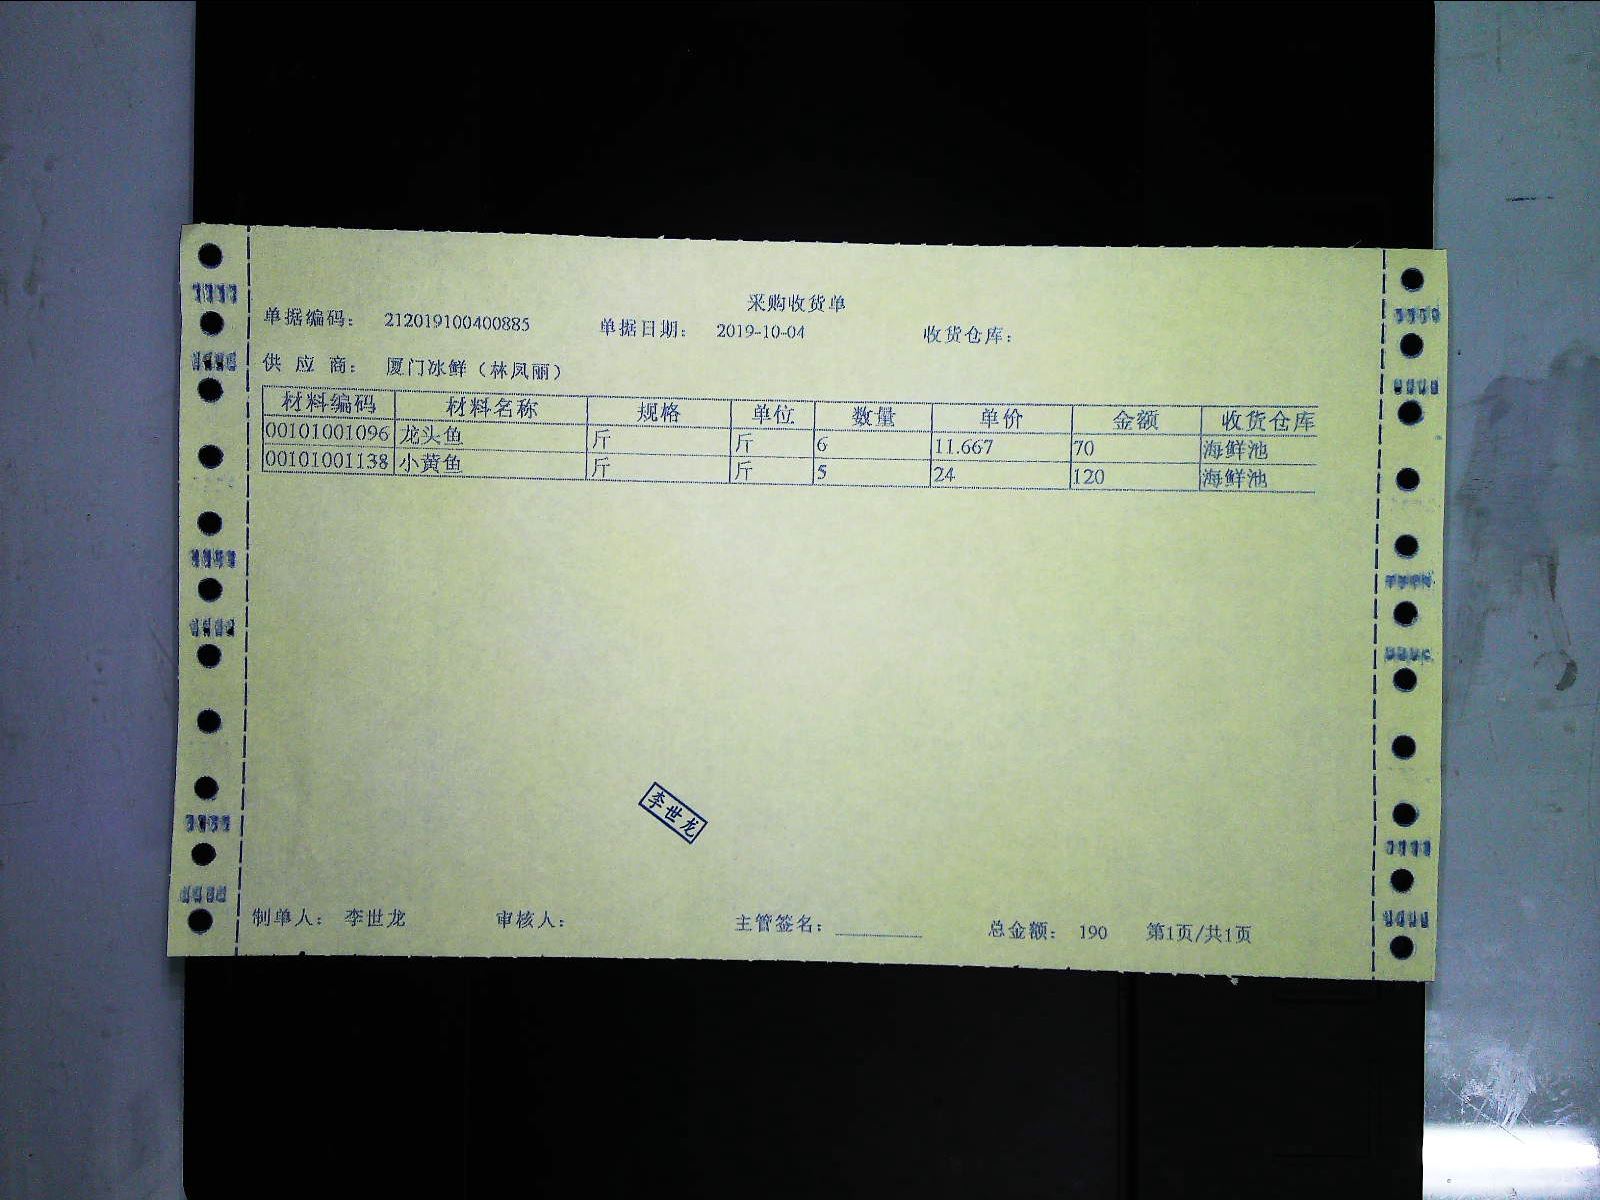 采购收货单
单据编码： 212019100400885 单据日期： 2019-10-04 收货仓库：
供 应 商： 厦门冰鲜（林凤丽）
材料编码 材料名称 规格 单位 数量 单价 金额 收货仓库
00101001096 龙头鱼 斤 斤 6 11.667 70 海鲜池
00101001138 小黄鱼 斤 斤 5 24 120 海鲜池
李世龙
制单人： 李世龙 审核人： 主管签名： 总金额： 190 第1页/共1页